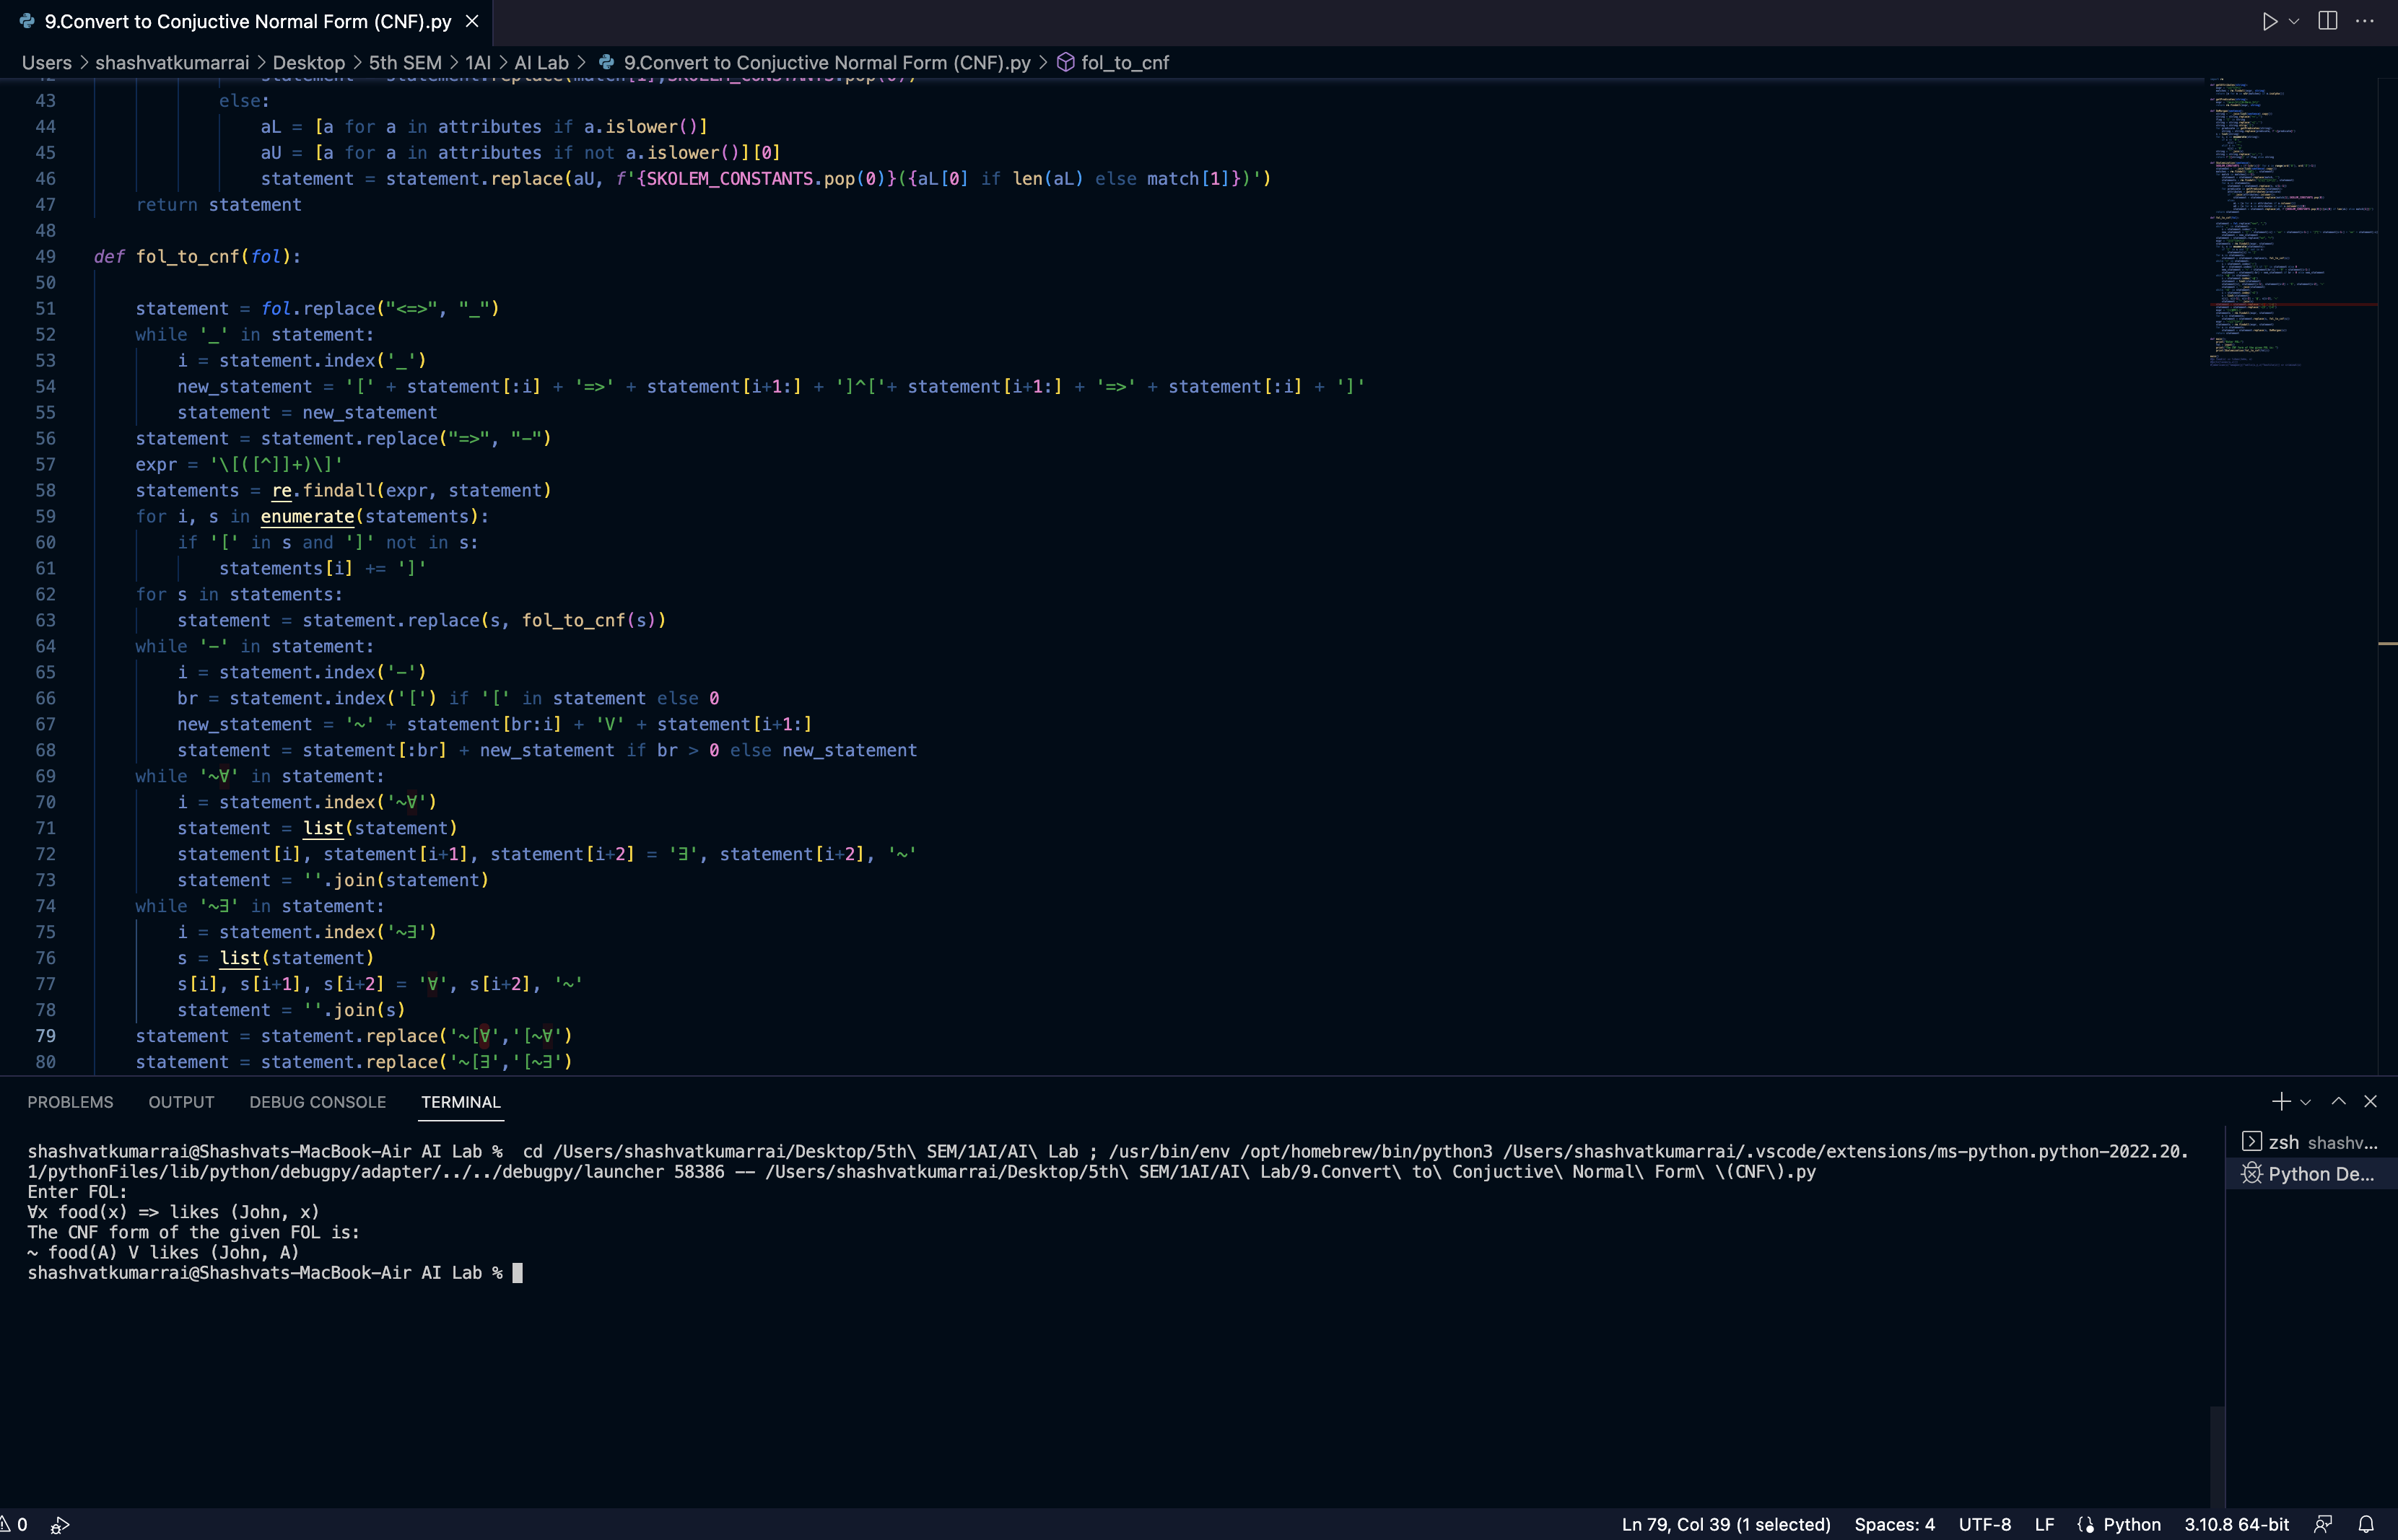 9.Convert to Conjuctive Normal Form (CNF).py
Users > shashvatkumarrai > Desktop > 5th SEM > 1AI > AI Lab > 9.Convert to Conjuctive Normal Form (CNF).py > fol_to_cnf
42 statement = statement.replace(match[1],SKOLEM_CONSTANTS.pop(0))
43 else:
44 aL = [a for a in attributes if a.islower()]
45 aU = [a for a in attributes if not a.islower()][0]
46 statement = statement.replace(aU, f'{SKOLEM_CONSTANTS.pop(0)}({aL[0] if len(aL) else match[1]})')
47 return statement
48
49 def fol_to_cnf(fol):
50
51 statement = fol.replace("<=>", "_")
52 while '_' in statement:
53 i = statement.index('_')
54 new_statement = '[' + statement[:i] + '=>' + statement[i+1:] + ']^['+ statement[i+1:] + '=>' + statement[:i] + ']'
55 statement = new_statement
56 statement = statement.replace("=>", "-")
57 expr = '\[([^]]+)\]'
58 statements = re.findall(expr, statement)
59 for i, s in enumerate(statements):
60 if '[' in s and ']' not in s:
61 statements[i] += ']'
62 for s in statements:
63 statement = statement.replace(s, fol_to_cnf(s))
64 while '-' in statement:
65 i = statement.index('-')
66 br = statement.index('[') if '[' in statement else 0
67 new_statement = '~' + statement[br:i] + 'V' + statement[i+1:]
68 statement = statement[:br] + new_statement if br > 0 else new_statement
69 while '~∀' in statement:
70 i = statement.index('~∀')
71 statement = list(statement)
72 statement[i], statement[i+1], statement[i+2] = '∃', statement[i+2], '~'
73 statement = ''.join(statement)
74 while '~∃' in statement:
75 i = statement.index('~∃')
76 s = list(statement)
77 s[i], s[i+1], s[i+2] = '∀', s[i+2], '~'
78 statement = ''.join(s)
79 statement = statement.replace('~[∀','[~∀')
80 statement = statement.replace('~[∃','[~∃')
PROBLEMS OUTPUT DEBUG CONSOLE TERMINAL
shashvatkumarrai@Shashvats-MacBook-Air AI Lab %  cd /Users/shashvatkumarrai/Desktop/5th\ SEM/1AI/AI\ Lab ; /usr/bin/env /opt/homebrew/bin/python3 /Users/shashvatkumarrai/.vscode/extensions/ms-python.python-2022.20.
1/pythonFiles/lib/python/debugpy/adapter/../../debugpy/launcher 58386 -- /Users/shashvatkumarrai/Desktop/5th\ SEM/1AI/AI\ Lab/9.Convert\ to\ Conjuctive\ Normal\ Form\ \(CNF\).py
Enter FOL:
∀x food(x) => likes (John, x)
The CNF form of the given FOL is:
~ food(A) V likes (John, A)
shashvatkumarrai@Shashvats-MacBook-Air AI Lab %
zsh shashv...
Python De...
0 Ln 79, Col 39 (1 selected) Spaces: 4 UTF-8 LF Python 3.10.8 64-bit